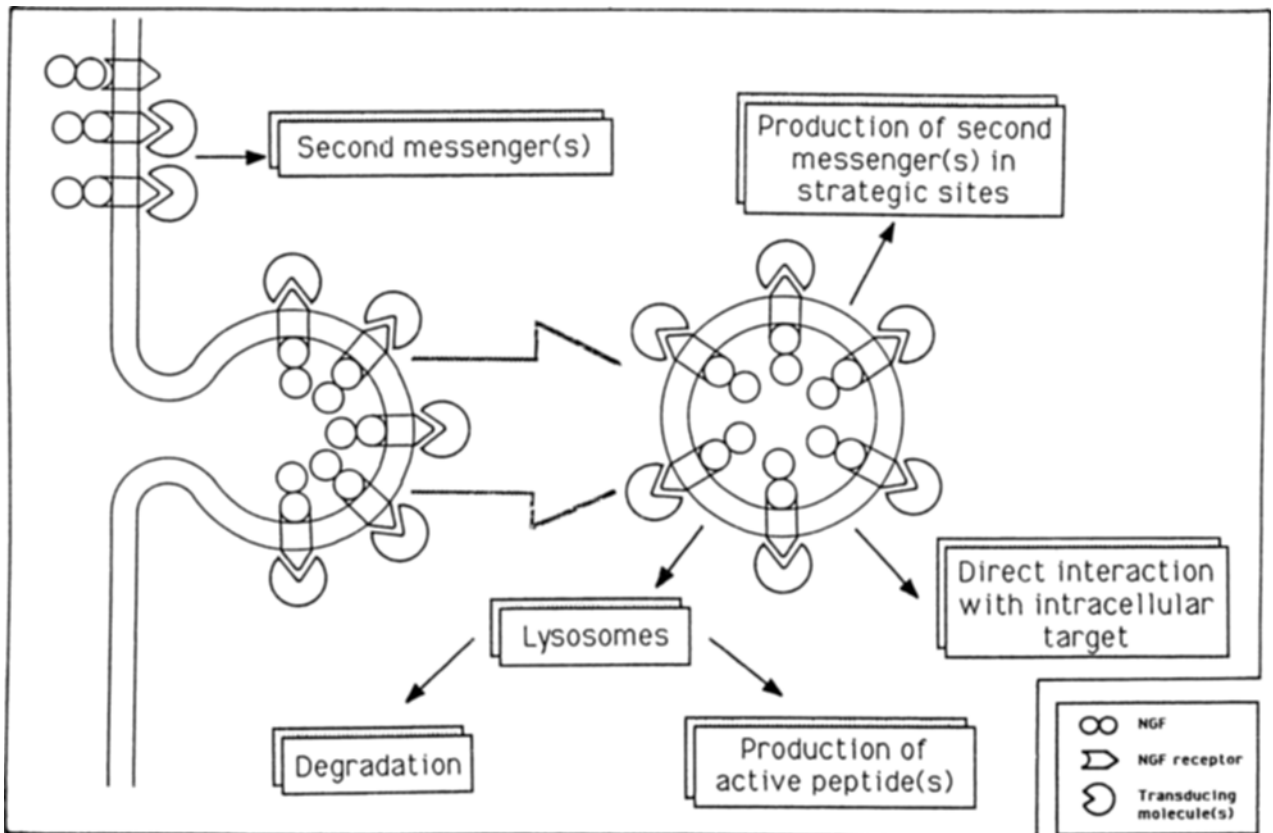 Second messenger(s)
Production of second
messenger(s) in
strategic sites
Direct interaction
with intracellular
target
Lysosomes
Degradation
Production of
active peptide(s)
NGF
NGF receptor
Transducing
molecule(s)